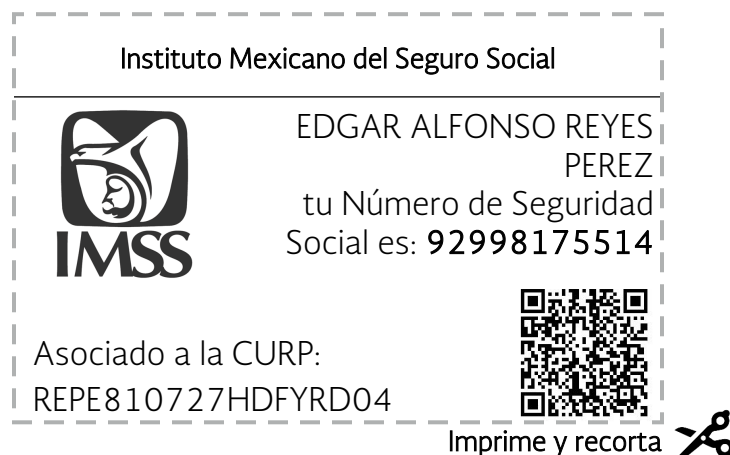 Instituto Mexicano del Seguro Social
EDGAR ALFONSO REYES
PEREZ
tu Número de Seguridad
Social es: 92998175514
IMSS
Asociado a la CURP:
REPE810727HDFYRD04
Imprime y recorta